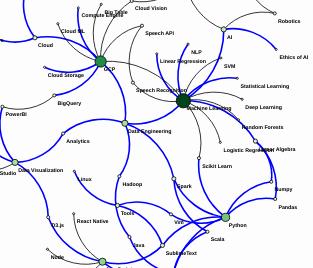 Big Table
Cloud Vision
Compute Engine
Robotics
Cloud ML
Speech API
AI
Cloud
NLP
Ethics of AI
Linear Regression
GCP
SVM
Cloud Storage
Statistical Learning
Speech Recognition
BigQuery
Machine Learning
Deep Learning
PowerBI
Random Forests
Data Engineering
Analytics
Logistic Regression
Linear Algebra
Scikit Learn
Data Visualization
Studio
Linux
Hadoop
Spark
Numpy
Pandas
Tools
D3.js
React Native
Vim
Python
Scala
Java
Node
SublimeText